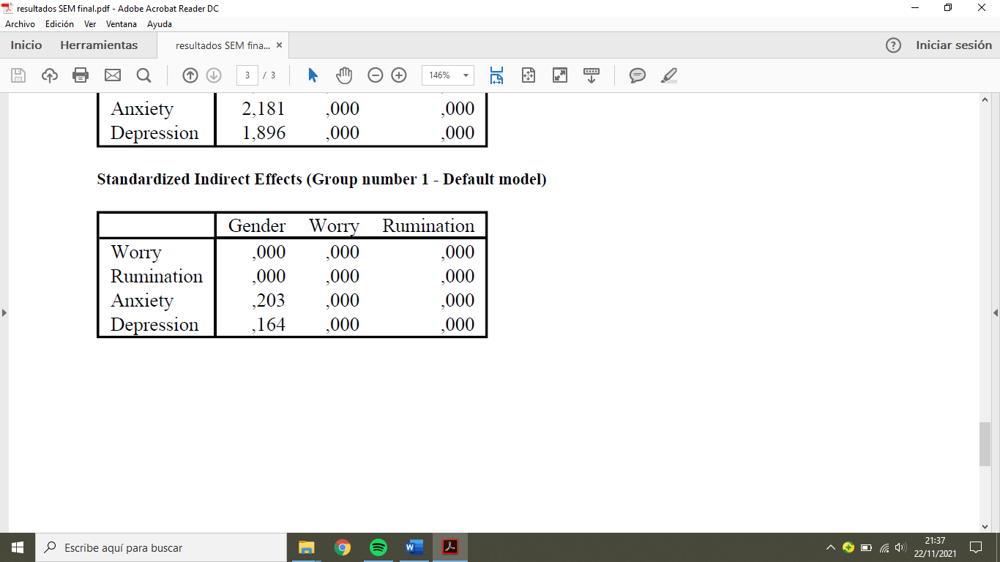 resultados SEM final.pdf - Adobe Acrobat Reader DC
Archivo Edición Ver Ventana Ayuda
Inicio Herramientas resultados SEM fina... × ? Iniciar sesión
3 / 3 146%
Anxiety 2,181 ,000 ,000
Depression 1,896 ,000 ,000
Standardized Indirect Effects (Group number 1 - Default model)
Gender Worry Rumination
Worry ,000 ,000 ,000
Rumination ,000 ,000 ,000
Anxiety ,203 ,000 ,000
Depression ,164 ,000 ,000
Escribe aquí para buscar
21:37
22/11/2021